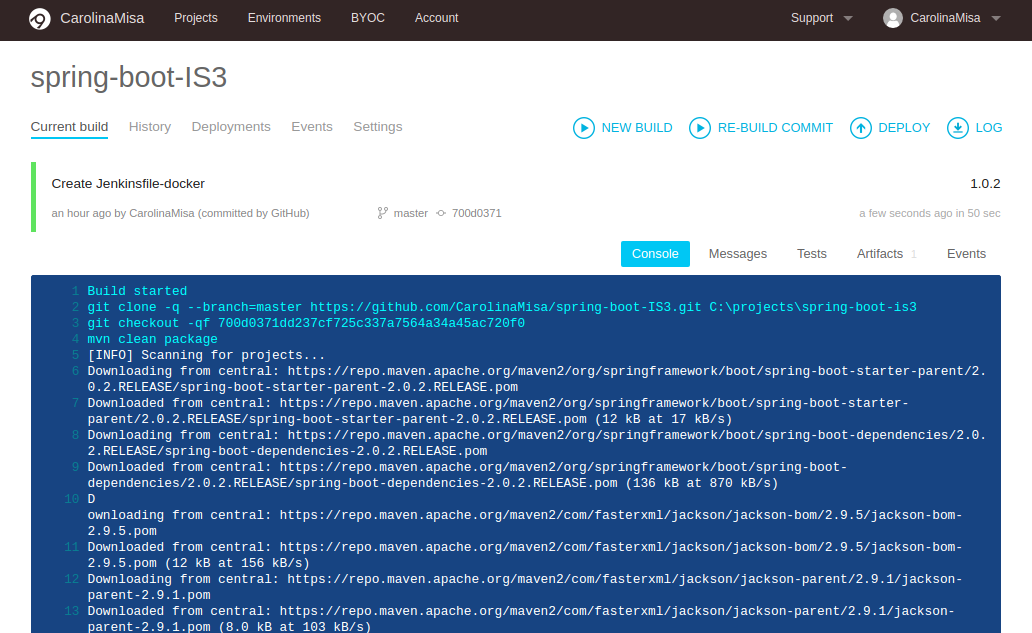 CarolinaMisa Projects Environments BYOC Account Support CarolinaMisa
spring-boot-IS3
Current build History Deployments Events Settings NEW BUILD RE-BUILD COMMIT DEPLOY LOG
Create Jenkinsfile-docker 1.0.2
an hour ago by CarolinaMisa (committed by GitHub) master 700d0371 a few seconds ago in 50 sec
Console Messages Tests Artifacts 1 Events
1 Build started
2 git clone -q --branch=master https://github.com/CarolinaMisa/spring-boot-IS3.git C:\projects\spring-boot-is3
3 git checkout -qf 700d0371dd237cf725c337a7564a34a45ac720f0
4 mvn clean package
5 [INFO] Scanning for projects...
6 Downloading from central: https://repo.maven.apache.org/maven2/org/springframework/boot/spring-boot-starter-parent/2.
0.2.RELEASE/spring-boot-starter-parent-2.0.2.RELEASE.pom
7 Downloaded from central: https://repo.maven.apache.org/maven2/org/springframework/boot/spring-boot-starter-
parent/2.0.2.RELEASE/spring-boot-starter-parent-2.0.2.RELEASE.pom (12 kB at 17 kB/s)
8 Downloading from central: https://repo.maven.apache.org/maven2/org/springframework/boot/spring-boot-dependencies/2.0.
2.RELEASE/spring-boot-dependencies-2.0.2.RELEASE.pom
9 Downloaded from central: https://repo.maven.apache.org/maven2/org/springframework/boot/spring-boot-
dependencies/2.0.2.RELEASE/spring-boot-dependencies-2.0.2.RELEASE.pom (136 kB at 870 kB/s)
10 D
ownloading from central: https://repo.maven.apache.org/maven2/com/fasterxml/jackson/jackson-bom/2.9.5/jackson-bom-
2.9.5.pom
11 Downloaded from central: https://repo.maven.apache.org/maven2/com/fasterxml/jackson/jackson-bom/2.9.5/jackson-bom-
2.9.5.pom (12 kB at 156 kB/s)
12 Downloading from central: https://repo.maven.apache.org/maven2/com/fasterxml/jackson/jackson-parent/2.9.1/jackson-
parent-2.9.1.pom
13 Downloaded from central: https://repo.maven.apache.org/maven2/com/fasterxml/jackson/jackson-parent/2.9.1/jackson-
parent-2.9.1.pom (8.0 kB at 103 kB/s)